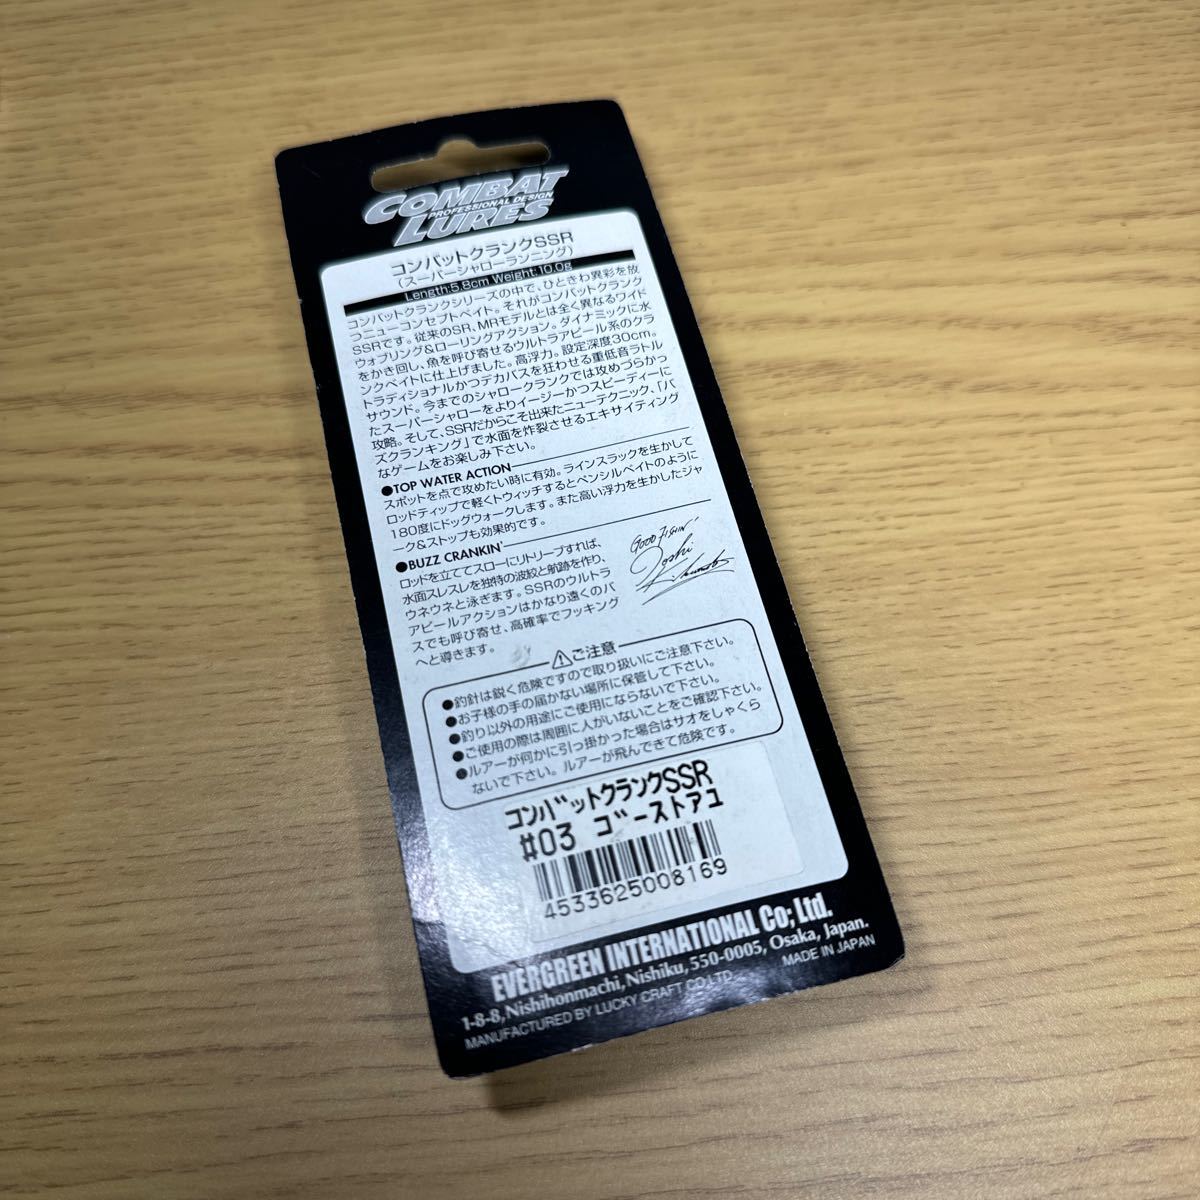 COMBAT
PROFESSIONAL DESIGN
LURES
コンバットクランクSSR
(スーパーシャローランニング)
Length:5.8cm Weight:10.0g
コンバットクランクシリーズの中で、ひときわ異彩を放
つニューコンセプトベイト。それがコンバットクランク
SSRです。従来のSR、MRモデルとは全く異なるワイド
ウォブリング&ローリングアクション。ダイナミックに水
をかき回し、魚を呼び寄せるウルトラアピール系のクラ
ンクベイトに仕上げました。高浮力。設定深度30cm。
トラディショナルかつデカバスを狂わせる重低音ラトル
サウンド。今までのシャロークランクでは攻めづらかっ
たスーパーシャローをよりイージーかつスピーディーに
攻略。そして、SSRだからこそ出来たニューテクニック、「バ
ズクランキング」で水面を炸裂させるエキサイティング
なゲームをお楽しみ下さい。
●TOP WATER ACTION
スポットを点で攻めたい時に有効。ラインスラックを生かして
ロッドティップで軽くトウィッチするとペンシルベイトのように
180度にドッグウォークします。また高い浮力を生かしたジャ
ーク&ストップも効果的です。
●BUZZ CRANKIN'
ロッドを立ててスローにリトリーブすれば、
水面スレスレを独特の波紋と航跡を作り、
ウネウネと泳ぎます。SSRのウルトラ
アピールアクションはかなり遠くのバ
スでも呼び寄せ、高確率でフッキング
へと導きます。
GOOD FISHIN'
⚠ご注意
●釣針は鋭く危険ですので取り扱いにご注意下さい。
●お子様の手の届かない場所に保管して下さい。
●釣り以外の用途にご使用にならないで下さい。
●ご使用の際は周囲に人がいないことをご確認下さい。
●ルアーが何かに引っ掛かった場合はサオをしゃくら
ないで下さい。ルアーが飛んできて危険です。
コンバットクランクSSR
#03 ゴーストアユ
4533625008169
EVERGREEN INTERNATIONAL Co; Ltd.
1-8-8, Nishihonmachi, Nishiku, 550-0005, Osaka, Japan.
MANUFACTURED BY LUCKY CRAFT CO LTD. MADE IN JAPAN